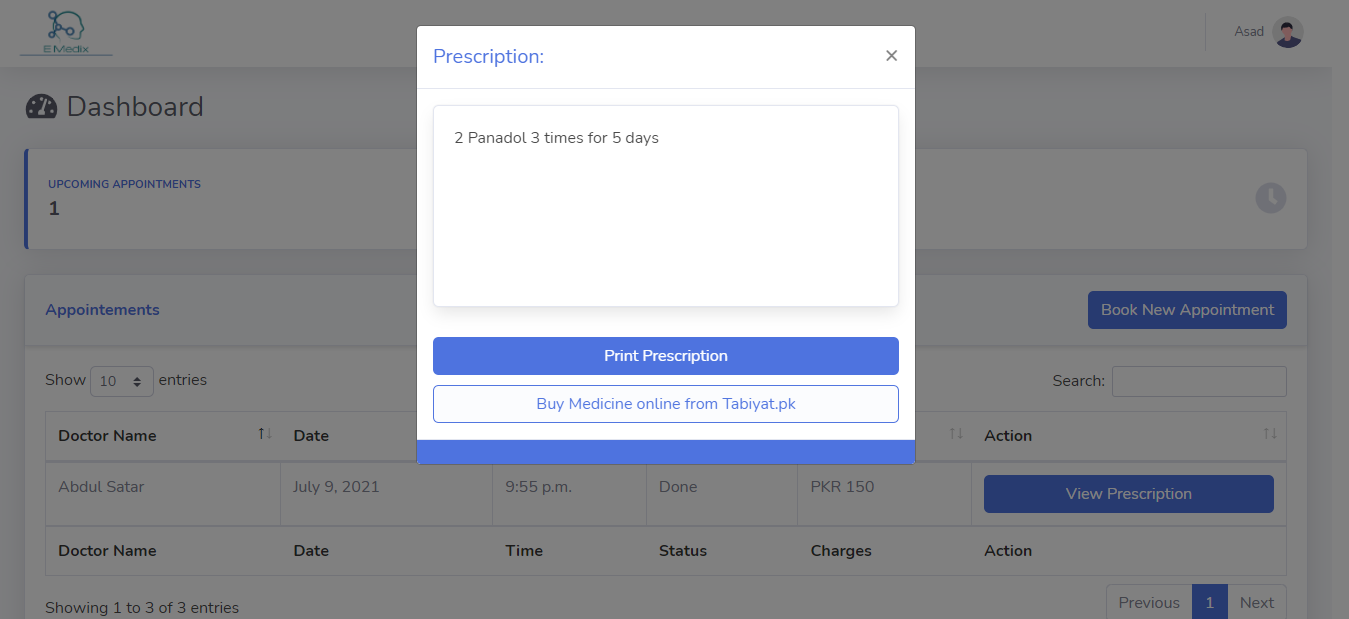 E Medix
Asad
Prescription:
×
Dashboard
2 Panadol 3 times for 5 days
UPCOMING APPOINTMENTS
1
Appointements
Book New Appointment
Print Prescription
Show 10 entries
Search:
Buy Medicine online from Tabiyat.pk
Doctor Name Date Action
Abdul Satar July 9, 2021 9:55 p.m. Done PKR 150 View Prescription
Doctor Name Date Time Status Charges Action
Showing 1 to 3 of 3 entries
Previous 1 Next